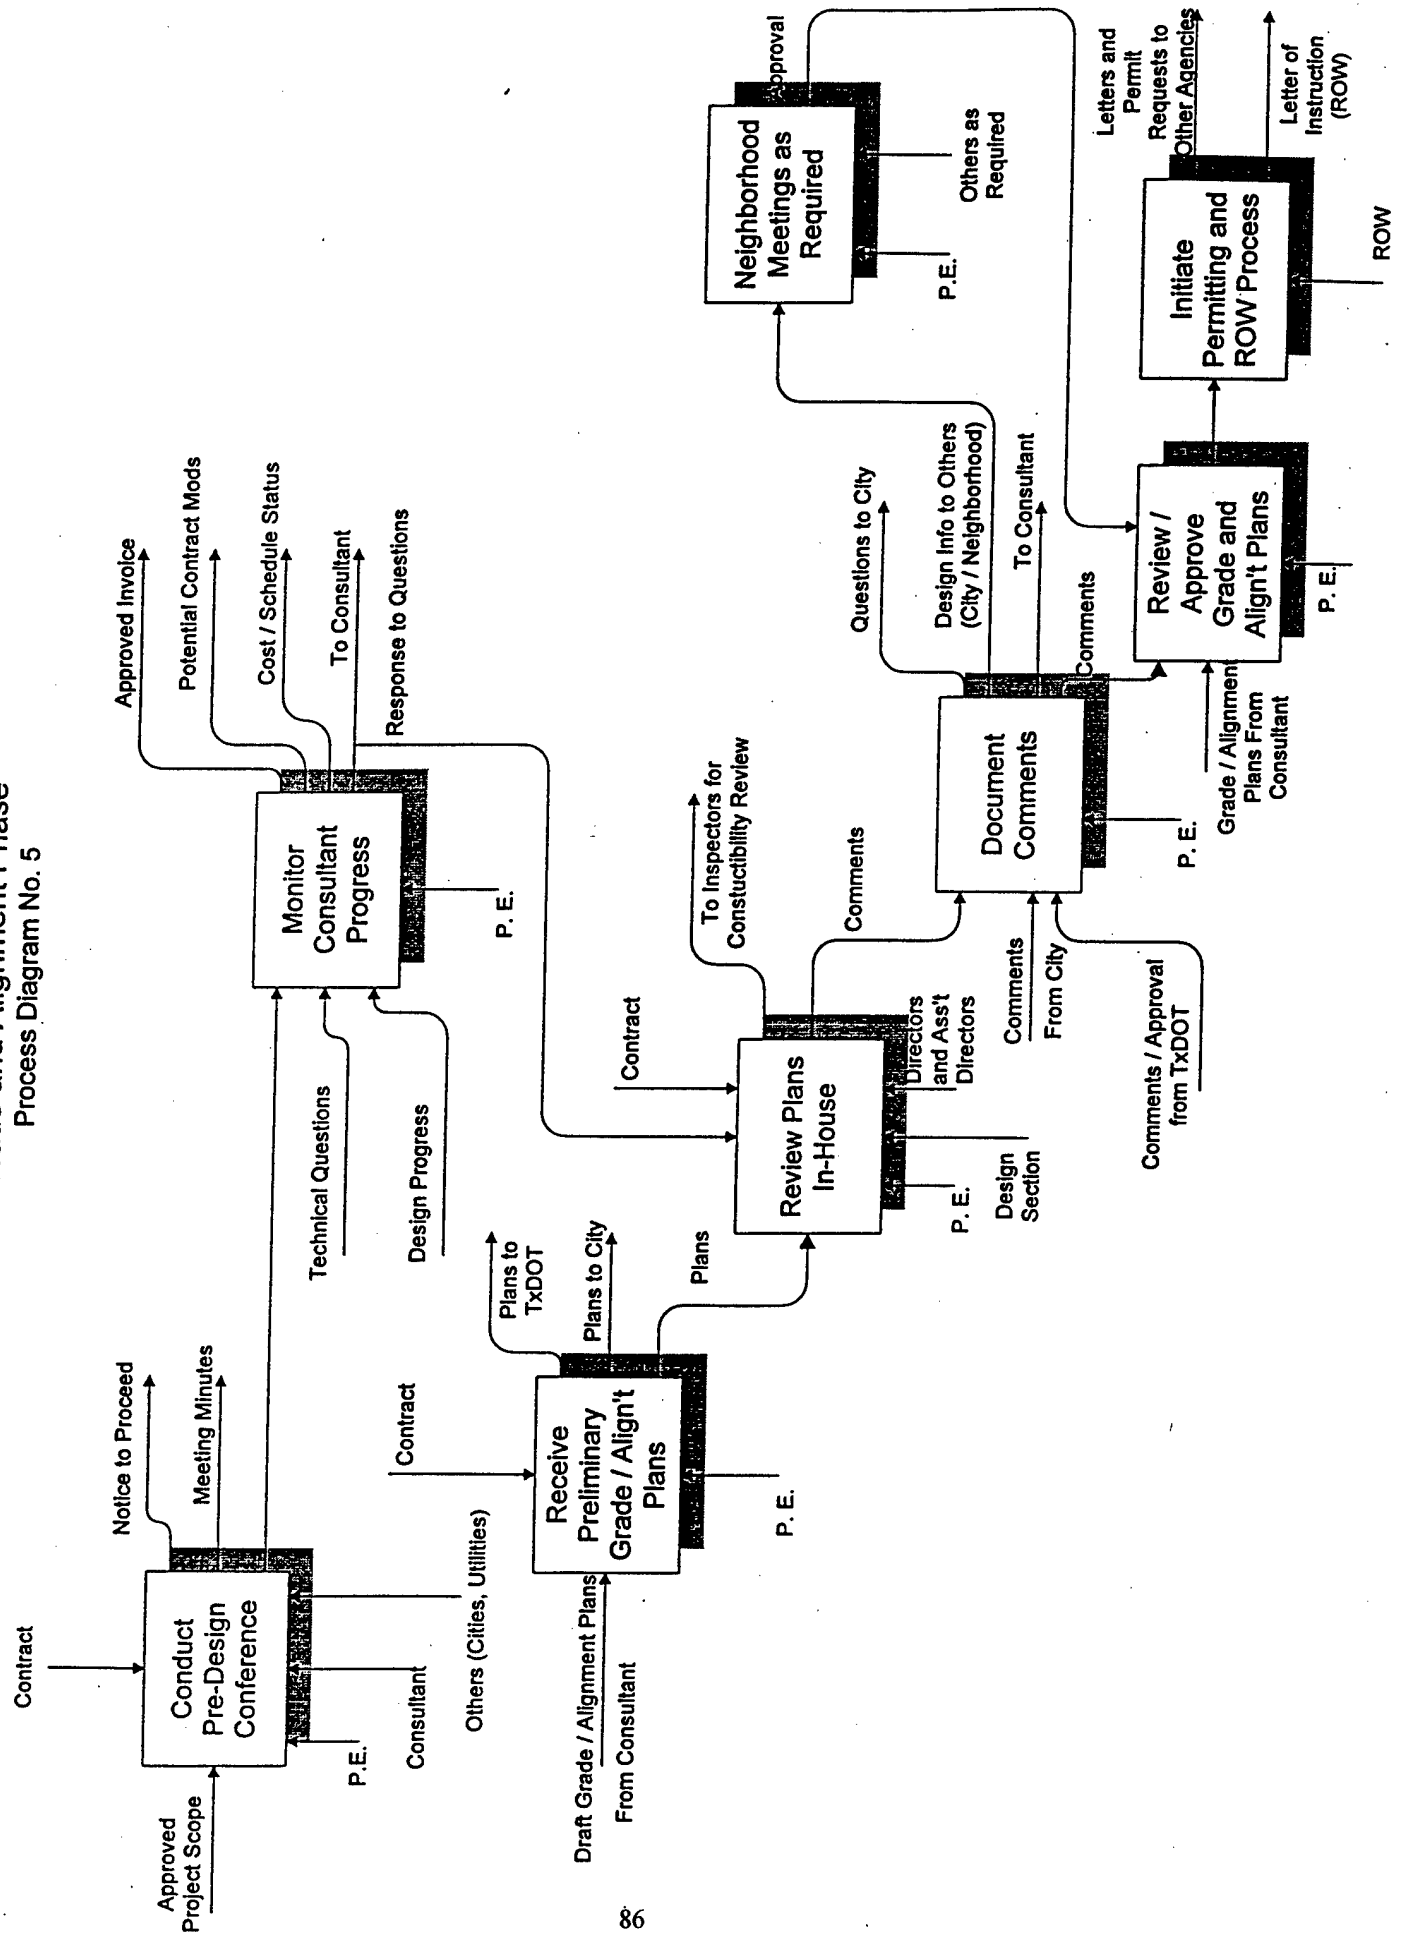 Process Diagram No. 5
Contract
Approved
Project Scope
Conduct
Pre-Design
Conference
Notice to Proceed
Meeting Minutes
P.E.
Consultant
Others (Cities, Utilities)
Technical Questions
Design Progress
Monitor
Consultant
Progress
P. E.
Approved Invoice
Potential Contract Mods
Cost / Schedule Status
To Consultant
Response to Questions
Contract
Draft Grade / Alignment Plans
From Consultant
Receive
Preliminary
Grade / Align't
Plans
P. E.
Plans to
TxDOT
Plans to City
Plans
Contract
Review Plans
In-House
P. E.
Design
Section
Directors
and Ass't
Directors
To Inspectors for
Constuctibility Review
Comments
Comments
From City
Comments / Approval
from TxDOT
Document
Comments
P. E.
Questions to City
Design Info to Others
(City / Neighborhood)
To Consultant
Comments
Neighborhood
Meetings as
Required
P.E.
Others as
Required
Grade / Alignment
Plans From
Consultant
Review /
Approve
Grade and
Align't Plans
P. E.
Initiate
Permitting and
ROW Process
ROW
Letters and
Permit
Requests to
Other Agencies
Letter of
Instruction
(ROW)
86